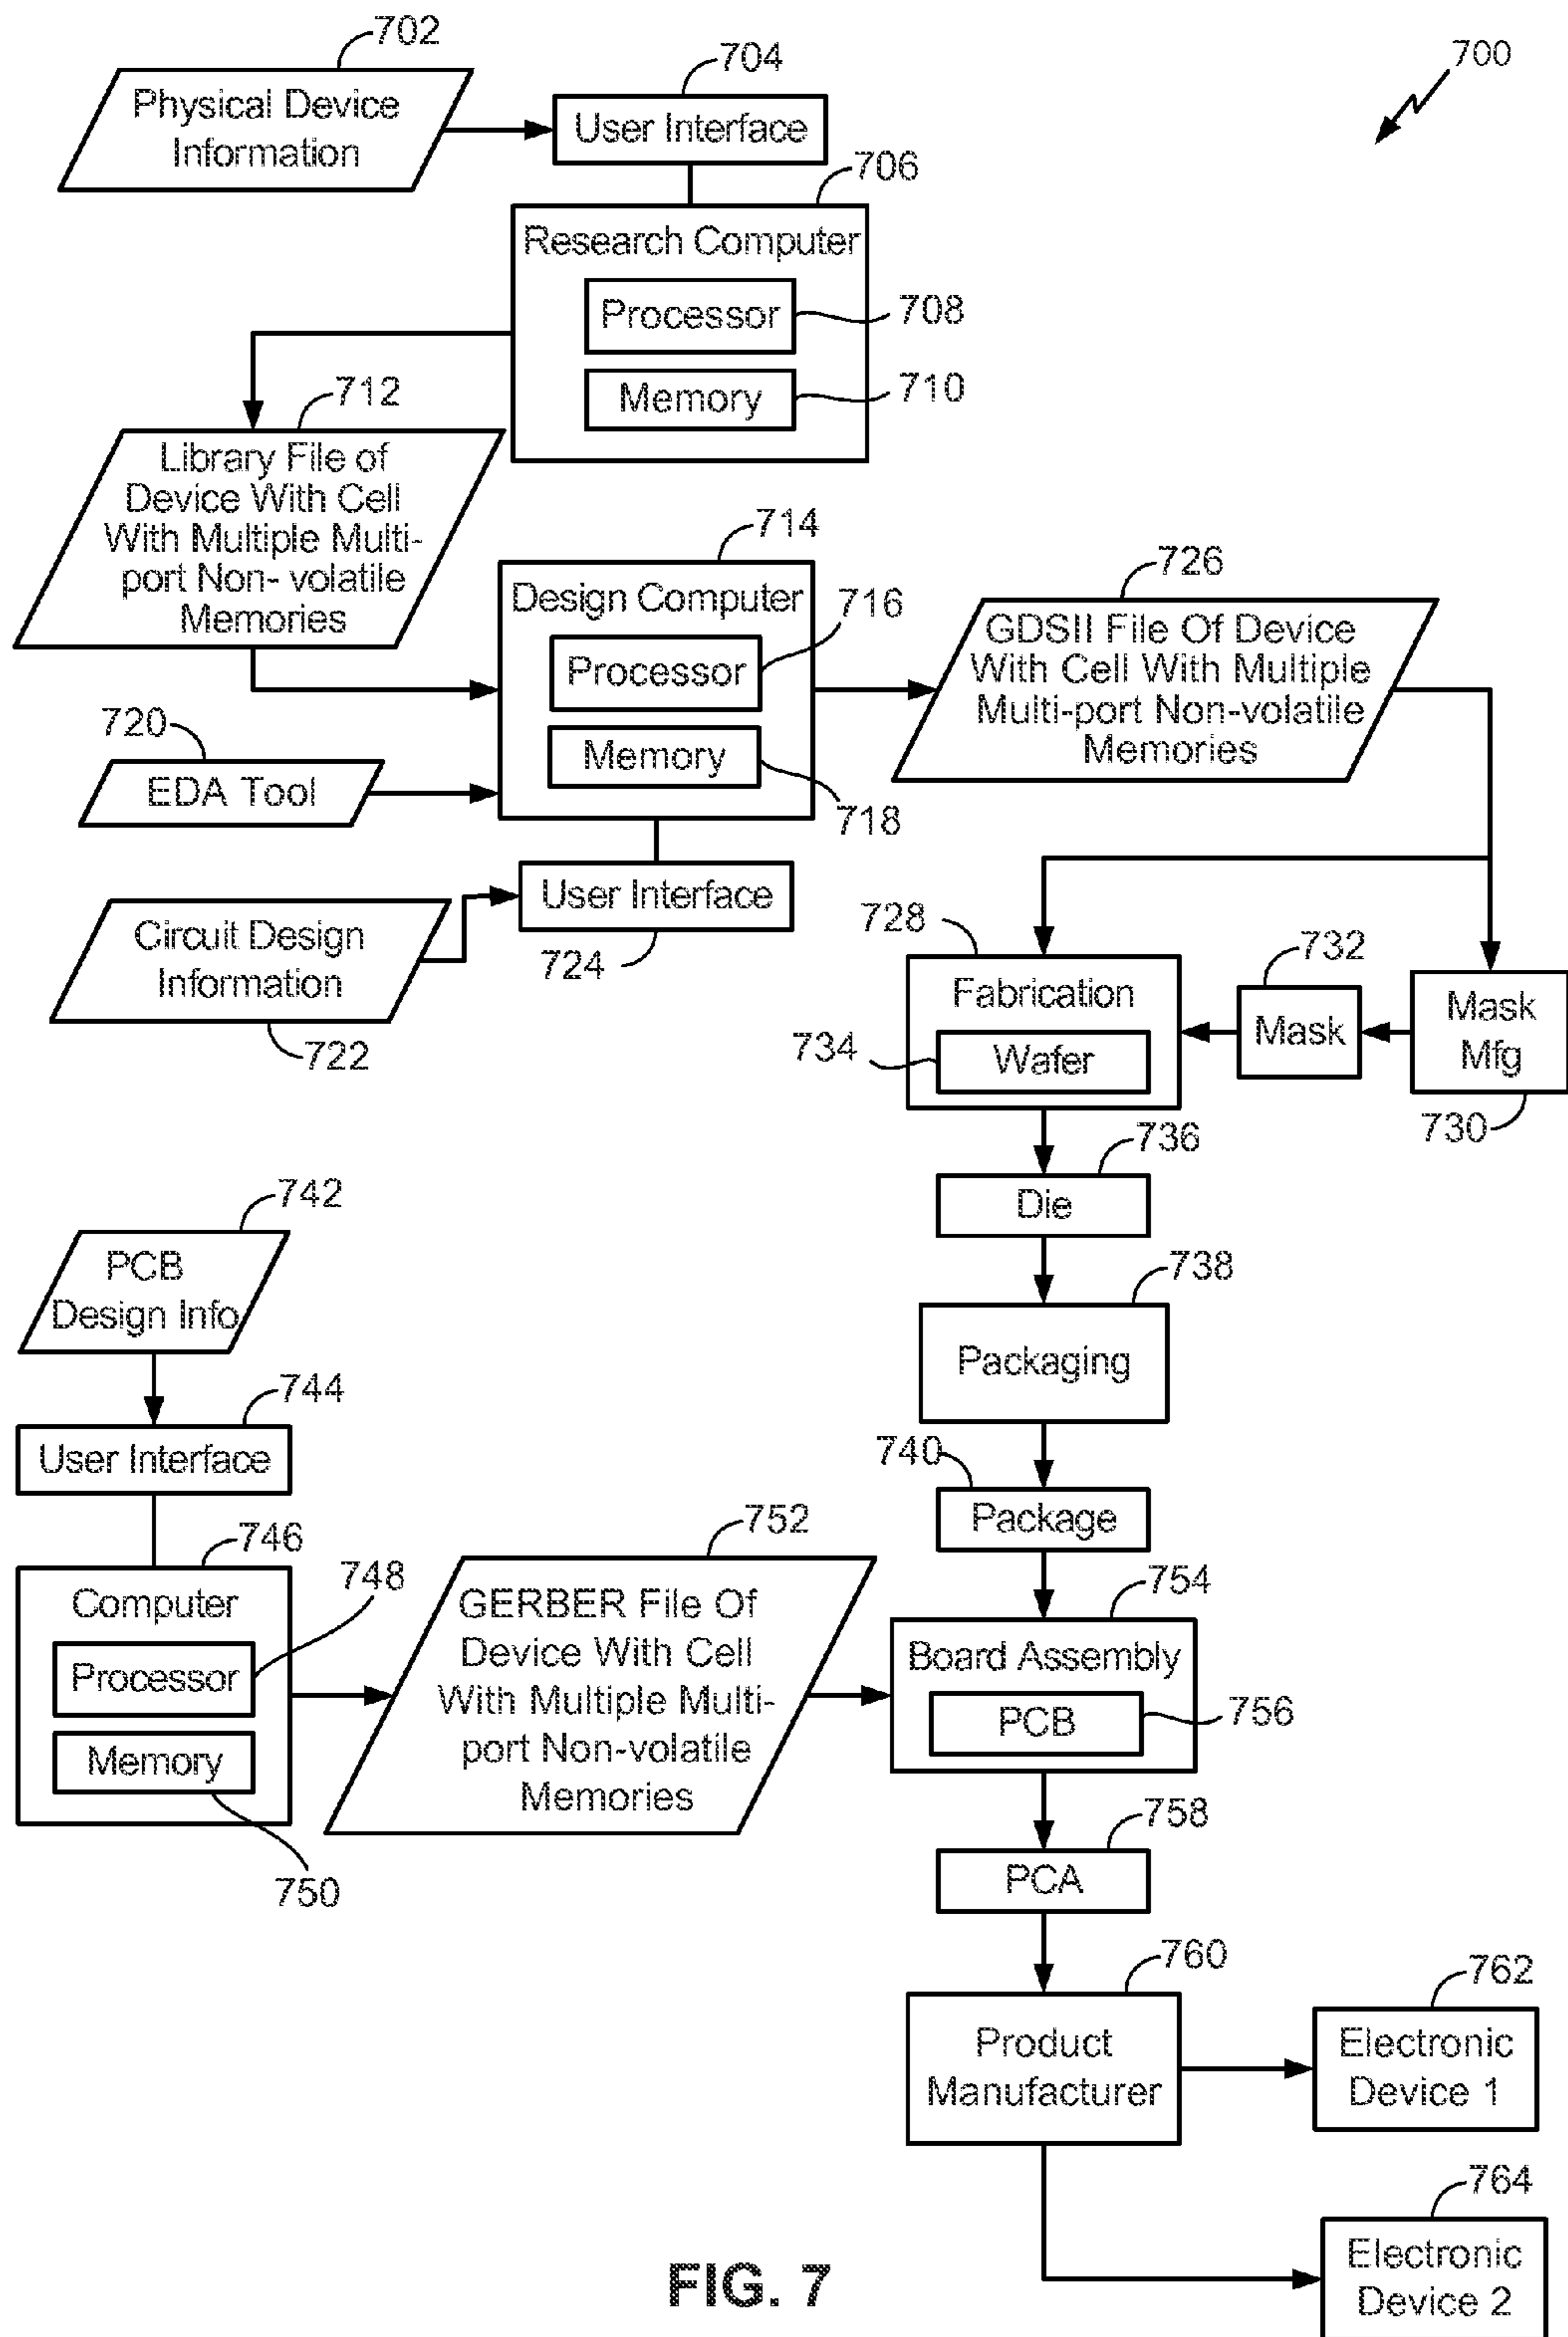 702
704
700
Physical Device
Information
User Interface
706
Research Computer
Processor
708
Memory
710
712
Library File of
Device With Cell
With Multiple Multi-
port Non- volatile
Memories
714
Design Computer
716
Processor
Memory
718
726
GDSII File Of Device
With Cell With Multiple
Multi-port Non-volatile
Memories
720
EDA Tool
User Interface
724
Circuit Design
Information
722
728
Fabrication
734
Wafer
732
Mask
Mask
Mfg
730
736
Die
738
Packaging
740
Package
742
PCB
Design Info
744
User Interface
746
Computer
748
Processor
Memory
750
752
GERBER File Of
Device With Cell
With Multiple Multi-
port Non-volatile
Memories
754
Board Assembly
PCB
756
758
PCA
760
Product
Manufacturer
762
Electronic
Device 1
764
Electronic
Device 2
FIG. 7